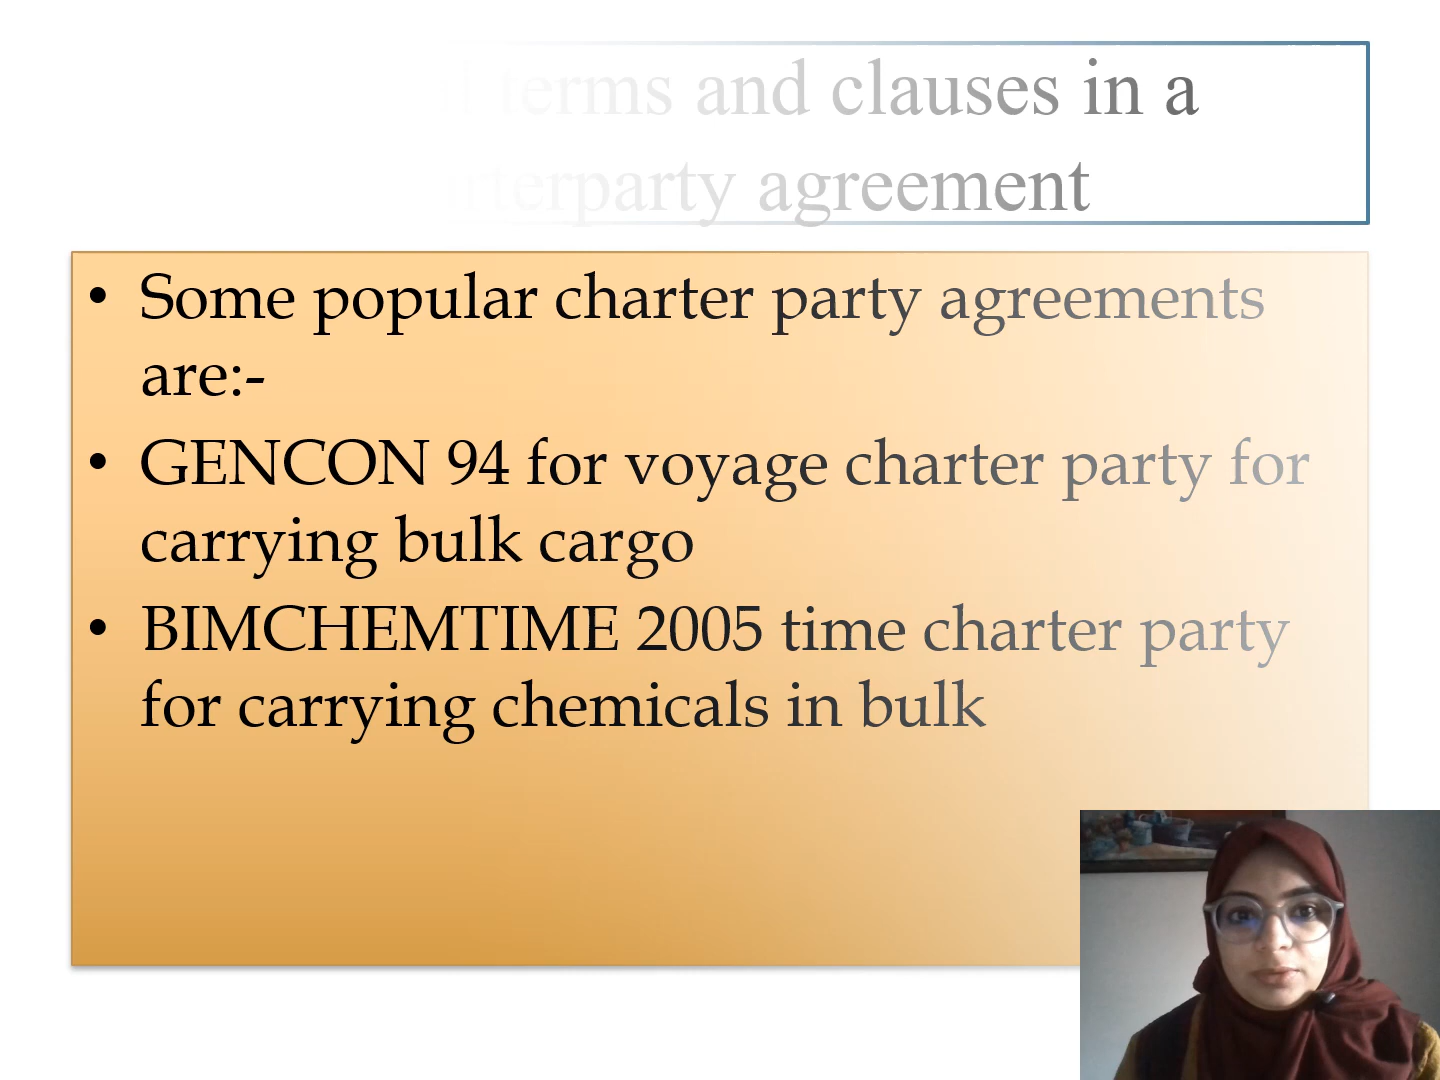 terms and clauses in a
agreement
• Some popular charter party agreements
are:-
• GENCON 94 for voyage charter party for
carrying bulk cargo
• BIMCHEMTIME 2005 time charter party
for carrying chemicals in bulk